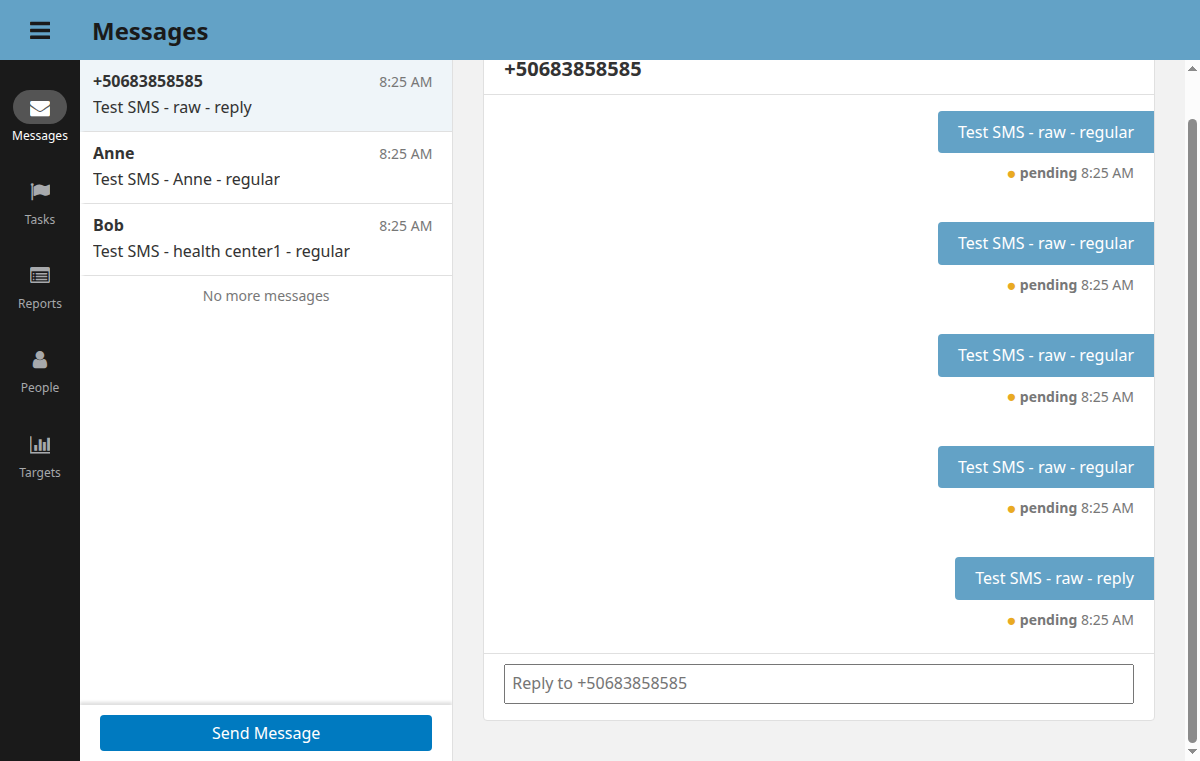 Messages
Messages
Tasks
Reports
People
Targets
+50683858585 8:25 AM
Test SMS - raw - reply
Anne 8:25 AM
Test SMS - Anne - regular
Bob 8:25 AM
Test SMS - health center1 - regular
No more messages
Send Message
+50683858585
Test SMS - raw - regular
pending 8:25 AM
Test SMS - raw - regular
pending 8:25 AM
Test SMS - raw - regular
pending 8:25 AM
Test SMS - raw - regular
pending 8:25 AM
Test SMS - raw - reply
pending 8:25 AM
Reply to +50683858585